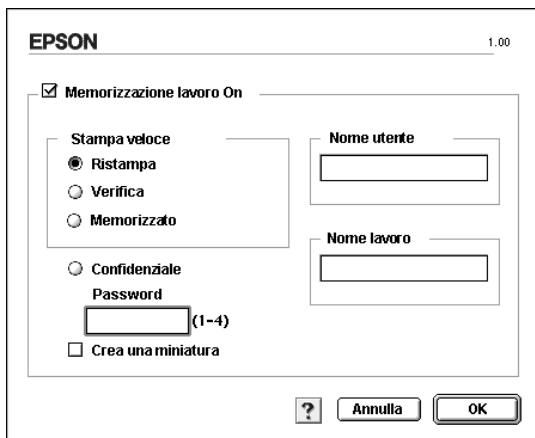 EPSON
1.00
Memorizzazione lavoro On
Stampa veloce
Ristampa
Verifica
Memorizzato
Confidenziale
Password
(1-4)
Crea una miniatura
Nome utente
Nome lavoro
?
Annulla
OK